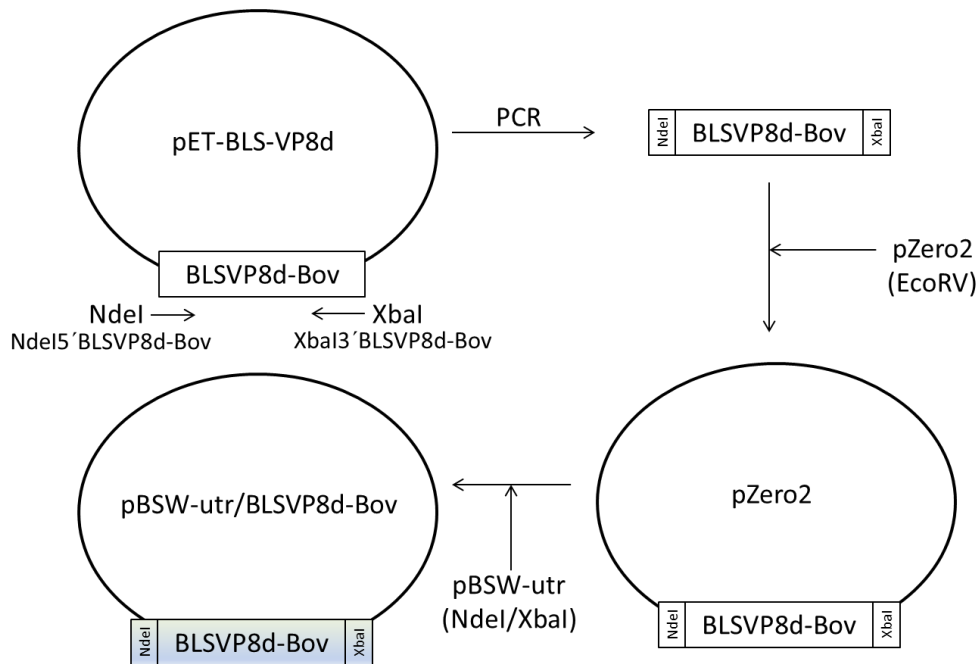 pET-BLS-VP8d
BLSVP8d-Bov
NdeI
XbaI
NdeI5´BLSVP8d-Bov
XbaI3´BLSVP8d-Bov
PCR
NdeI
BLSVP8d-Bov
XbaI
pZero2
(EcoRV)
pZero2
NdeI
BLSVP8d-Bov
XbaI
pBSW-utr
(NdeI/XbaI)
pBSW-utr/BLSVP8d-Bov
NdeI
BLSVP8d-Bov
XbaI